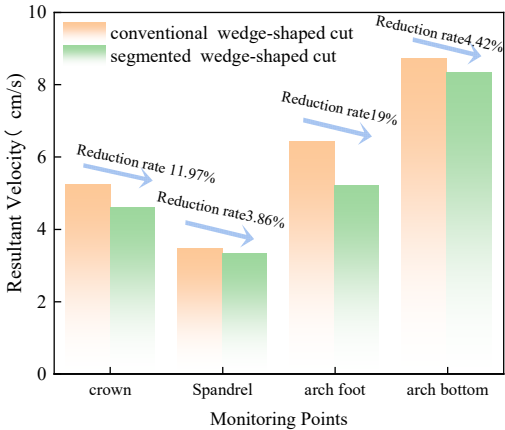 10
8
6
4
2
0
Resultant Velocity( cm/s)
conventional wedge-shaped cut
segmented wedge-shaped cut
Reduction rate 11.97%
Reduction rate3.86%
Reduction rate19%
Reduction rate4.42%
crown
Spandrel
arch foot
arch bottom
Monitoring Points